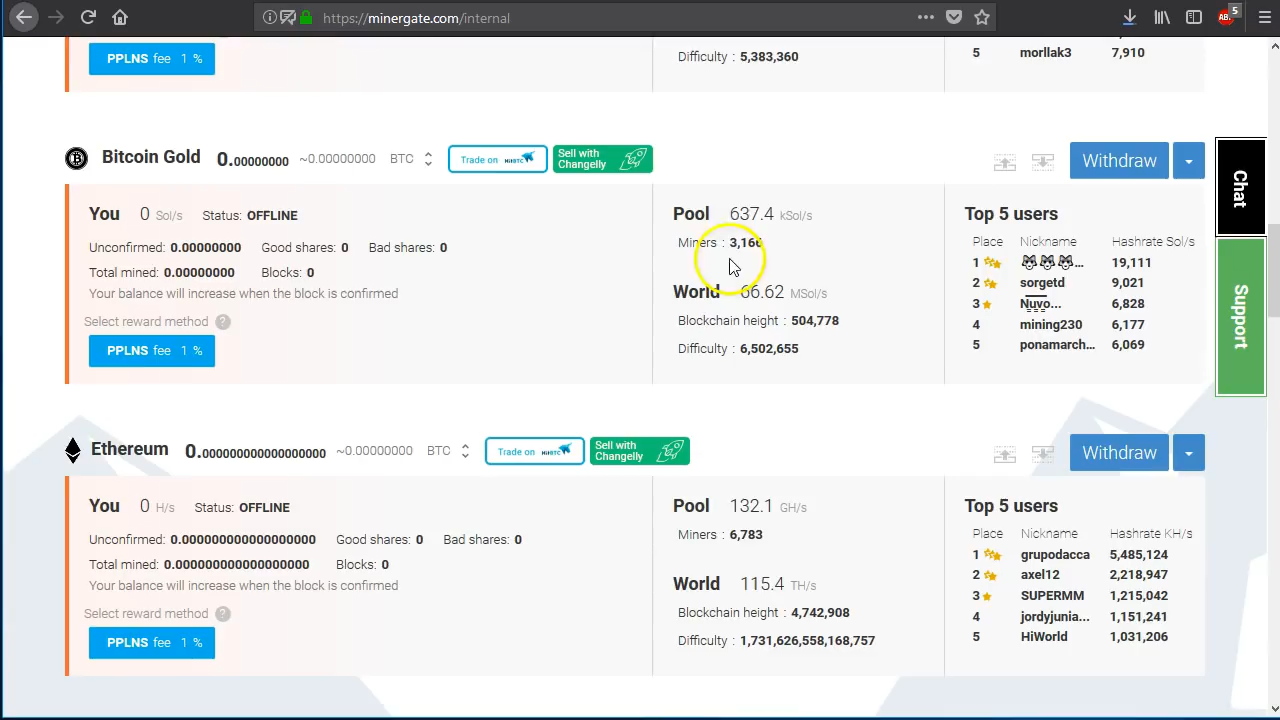 https://minergate.com/internal
5
PPLNS fee 1 %
Difficulty : 5,383,360
5 morllak3 7,910
Bitcoin Gold 0.00000000 ~0.00000000 BTC
Trade on HitBTC
Sell with
Changelly
Withdraw
You 0 Sol/s Status: OFFLINE
Unconfirmed: 0.00000000 Good shares: 0 Bad shares: 0
Total mined: 0.00000000 Blocks: 0
Your balance will increase when the block is confirmed
Select reward method ?
PPLNS fee 1 %
Pool 637.4 kSol/s
Miners : 3,166
World 66.62 MSol/s
Blockchain height : 504,778
Difficulty : 6,502,655
Top 5 users
Place Nickname Hashrate Sol/s
1 🐺🐺🐺... 19,111
2 sorgetd 9,021
3 Nuvo... 6,828
4 mining230 6,177
5 ponamarch... 6,069
Chat
Support
Ethereum 0.000000000000000000 ~0.00000000 BTC
Trade on HitBTC
Sell with
Changelly
Withdraw
You 0 H/s Status: OFFLINE
Unconfirmed: 0.000000000000000000 Good shares: 0 Bad shares: 0
Total mined: 0.000000000000000000 Blocks: 0
Your balance will increase when the block is confirmed
Select reward method ?
PPLNS fee 1 %
Pool 132.1 GH/s
Miners : 6,783
World 115.4 TH/s
Blockchain height : 4,742,908
Difficulty : 1,731,626,558,168,757
Top 5 users
Place Nickname Hashrate KH/s
1 grupodacca 5,485,124
2 axel12 2,218,947
3 SUPERMM 1,215,042
4 jordyjunia... 1,151,241
5 HiWorld 1,031,206